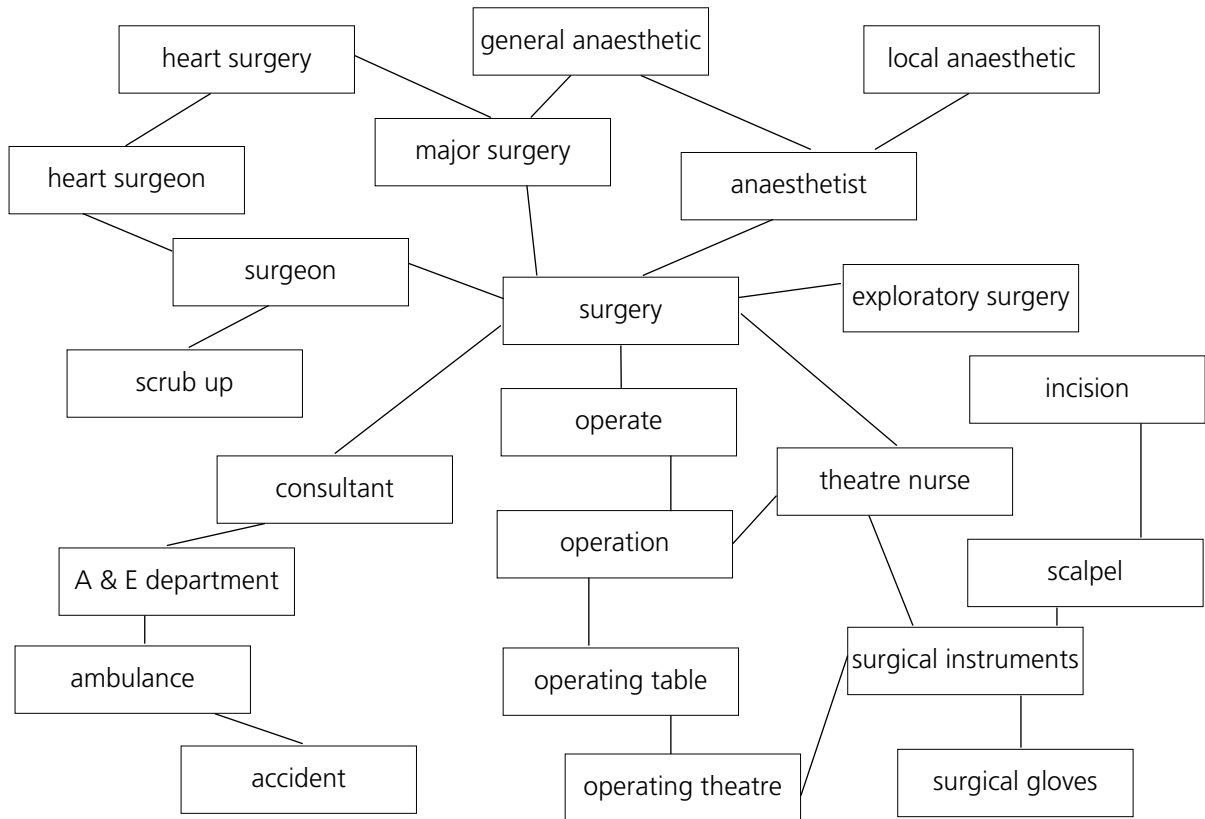 general anaesthetic
heart surgery
local anaesthetic
major surgery
heart surgeon
anaesthetist
surgeon
exploratory surgery
surgery
scrub up
incision
operate
consultant
theatre nurse
operation
A & E department
scalpel
ambulance
operating table
surgical instruments
accident
operating theatre
surgical gloves